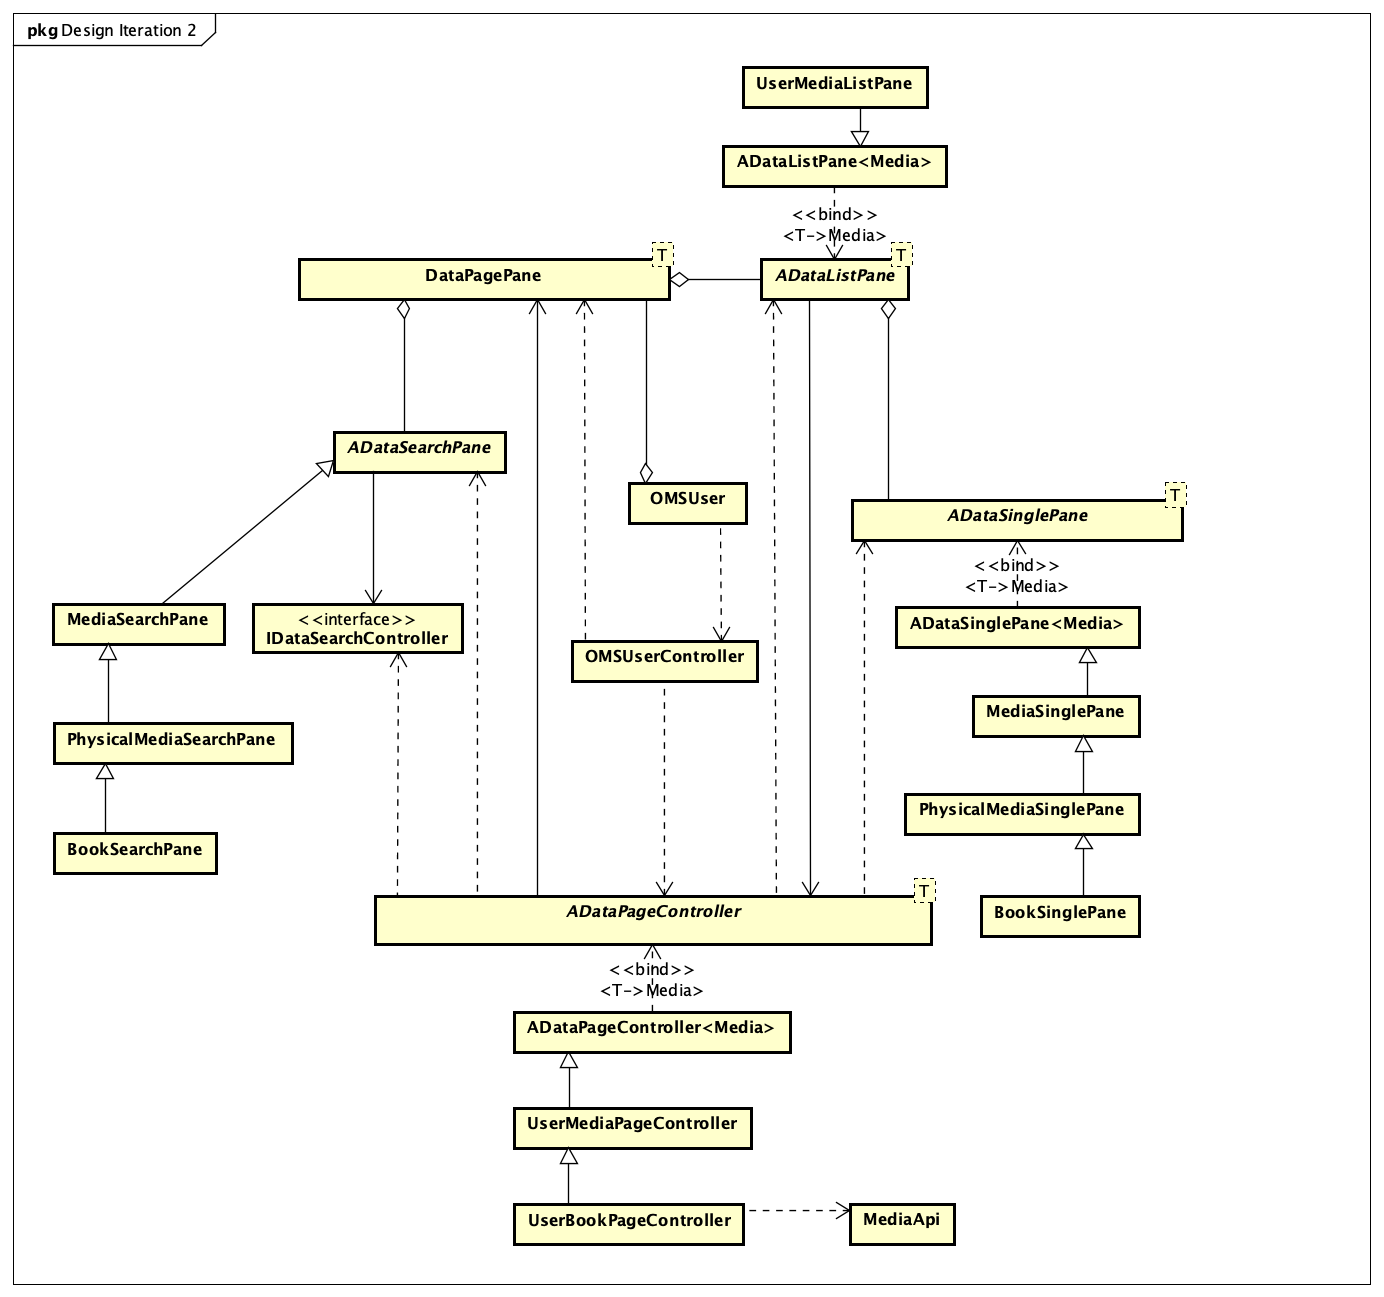 pkg Design Iteration 2
UserMediaListPane
ADataListPane<Media>
<<bind>>
<T->Media>
T
DataPagePane
T
ADataListPane
ADataSearchPane
OMSUser
T
ADataSinglePane
<<bind>>
<T->Media>
MediaSearchPane
<<interface>>
IDataSearchController
ADataSinglePane<Media>
OMSUserController
MediaSinglePane
PhysicalMediaSearchPane
PhysicalMediaSinglePane
BookSearchPane
T
ADataPageController
BookSinglePane
<<bind>>
<T->Media>
ADataPageController<Media>
UserMediaPageController
UserBookPageController
MediaApi